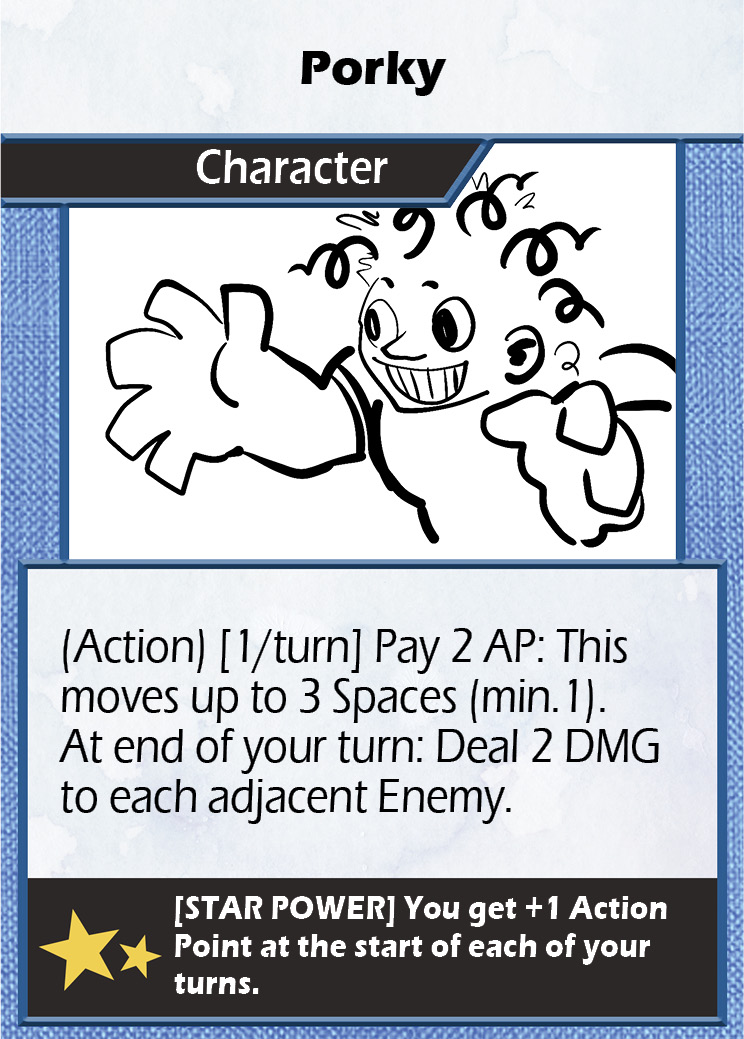 Porky
Character
(Action) [1/turn] Pay 2 AP: This
moves up to 3 Spaces (min.1).
At end of your turn: Deal 2 DMG
to each adjacent Enemy.
[STAR POWER] You get +1 Action
Point at the start of each of your
turns.